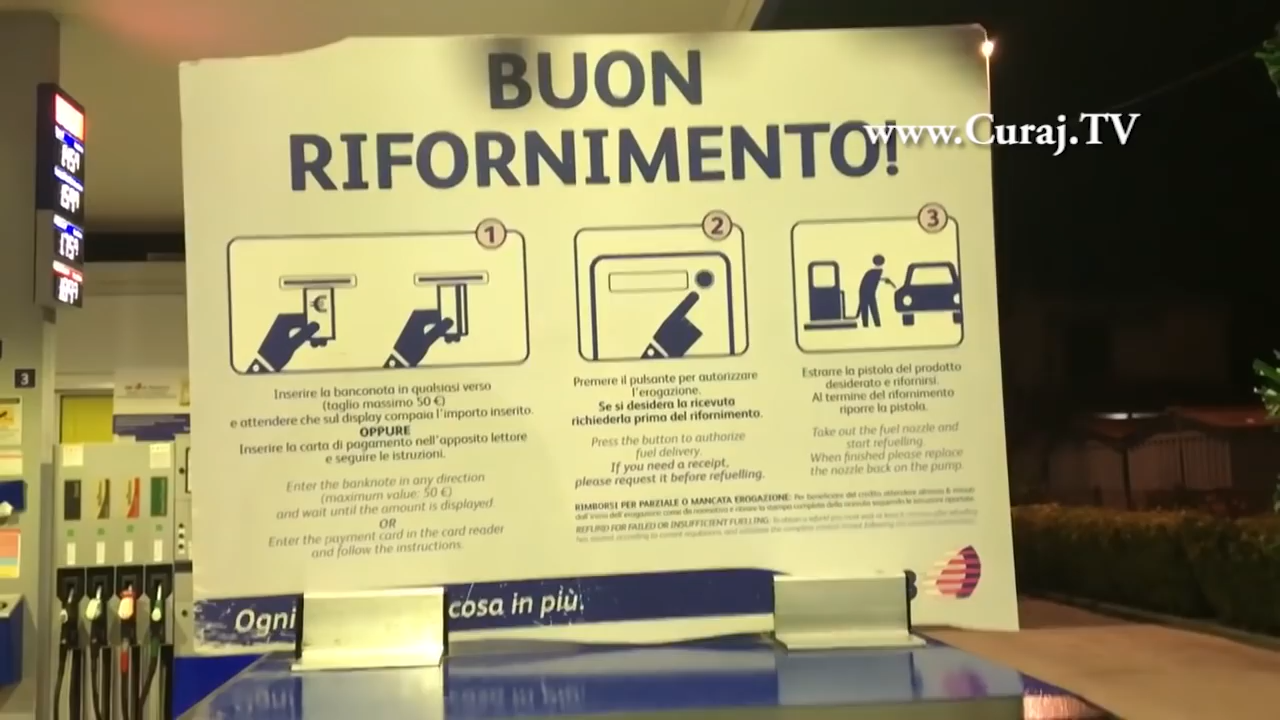 BUON
RIFORNIMENTO!
www.Curaj.TV
1
2
3
€
Inserire la banconota in qualsiasi verso
(taglio massimo 50 €)
e attendere che sul display compaia l'importo inserito.
OPPURE
Inserire la carta di pagamento nell'apposito lettore
e seguire le istruzioni.
Enter the banknote in any direction
(maximum value: 50 €)
and wait until the amount is displayed.
OR
Enter the payment card in the card reader
and follow the instructions.
Premere il pulsante per autorizzare
l'erogazione.
Se si desidera la ricevuta
richiederla prima del rifornimento.
Press the button to authorize
fuel delivery.
If you need a receipt,
please request it before refuelling.
Estrarre la pistola del prodotto
desiderato e rifornirsi.
Al termine del rifornimento
riporre la pistola.
Take out the fuel nozzle and
start refuelling.
When finished please replace
the nozzle back on the pump.
RIMBORSI PER PARZIALE O MANCATA EROGAZIONE:
REFUND FOR FAILED OR INSUFFICIENT FUELLING:
Ogni cosa in più.
3